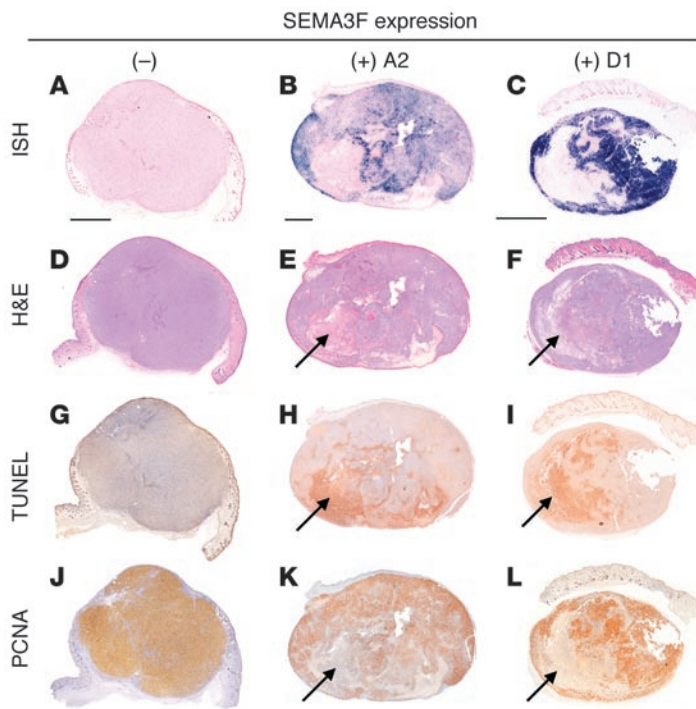 SEMA3F expression
(–) (+) A2 (+) D1
A B C
ISH
D E F
H&E
G H I
TUNEL
J K L
PCNA